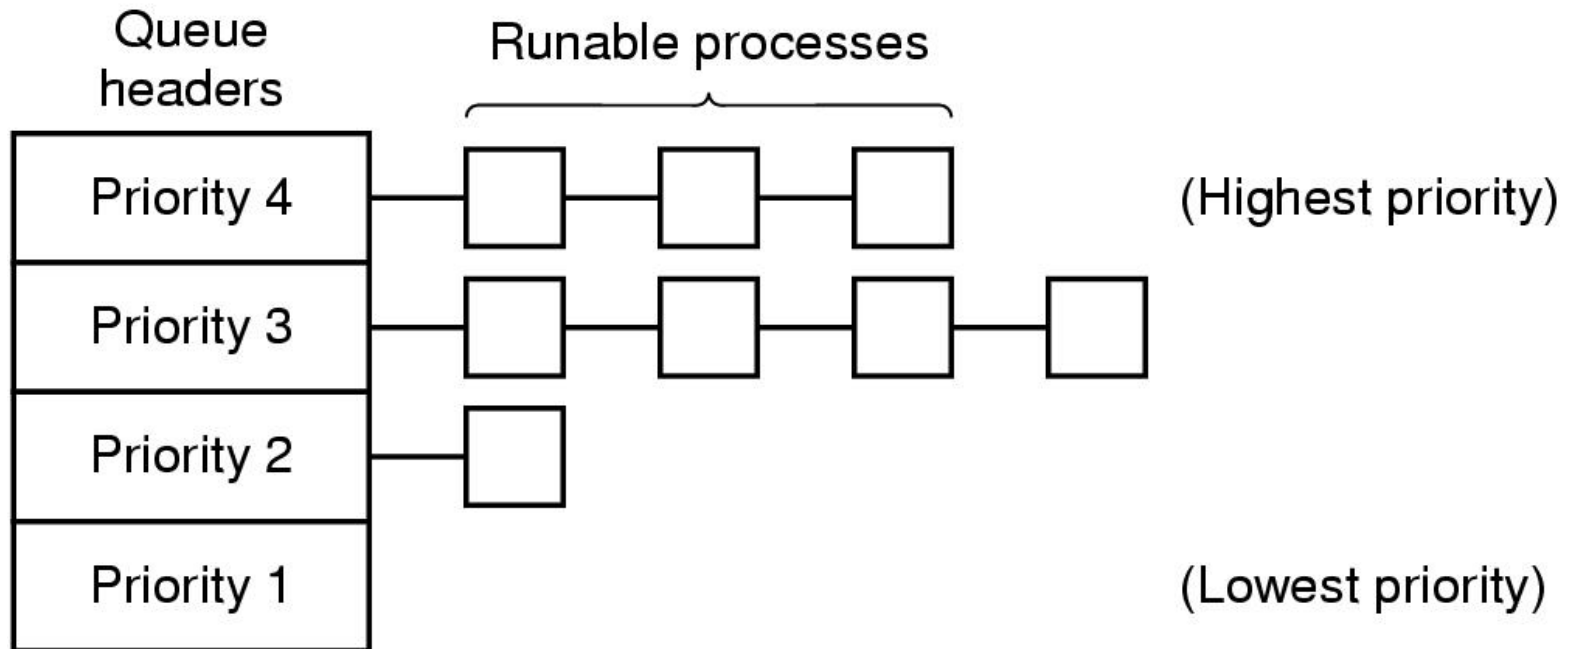 Queue
headers
Runable processes
Priority 4
(Highest priority)
Priority 3
Priority 2
Priority 1
(Lowest priority)